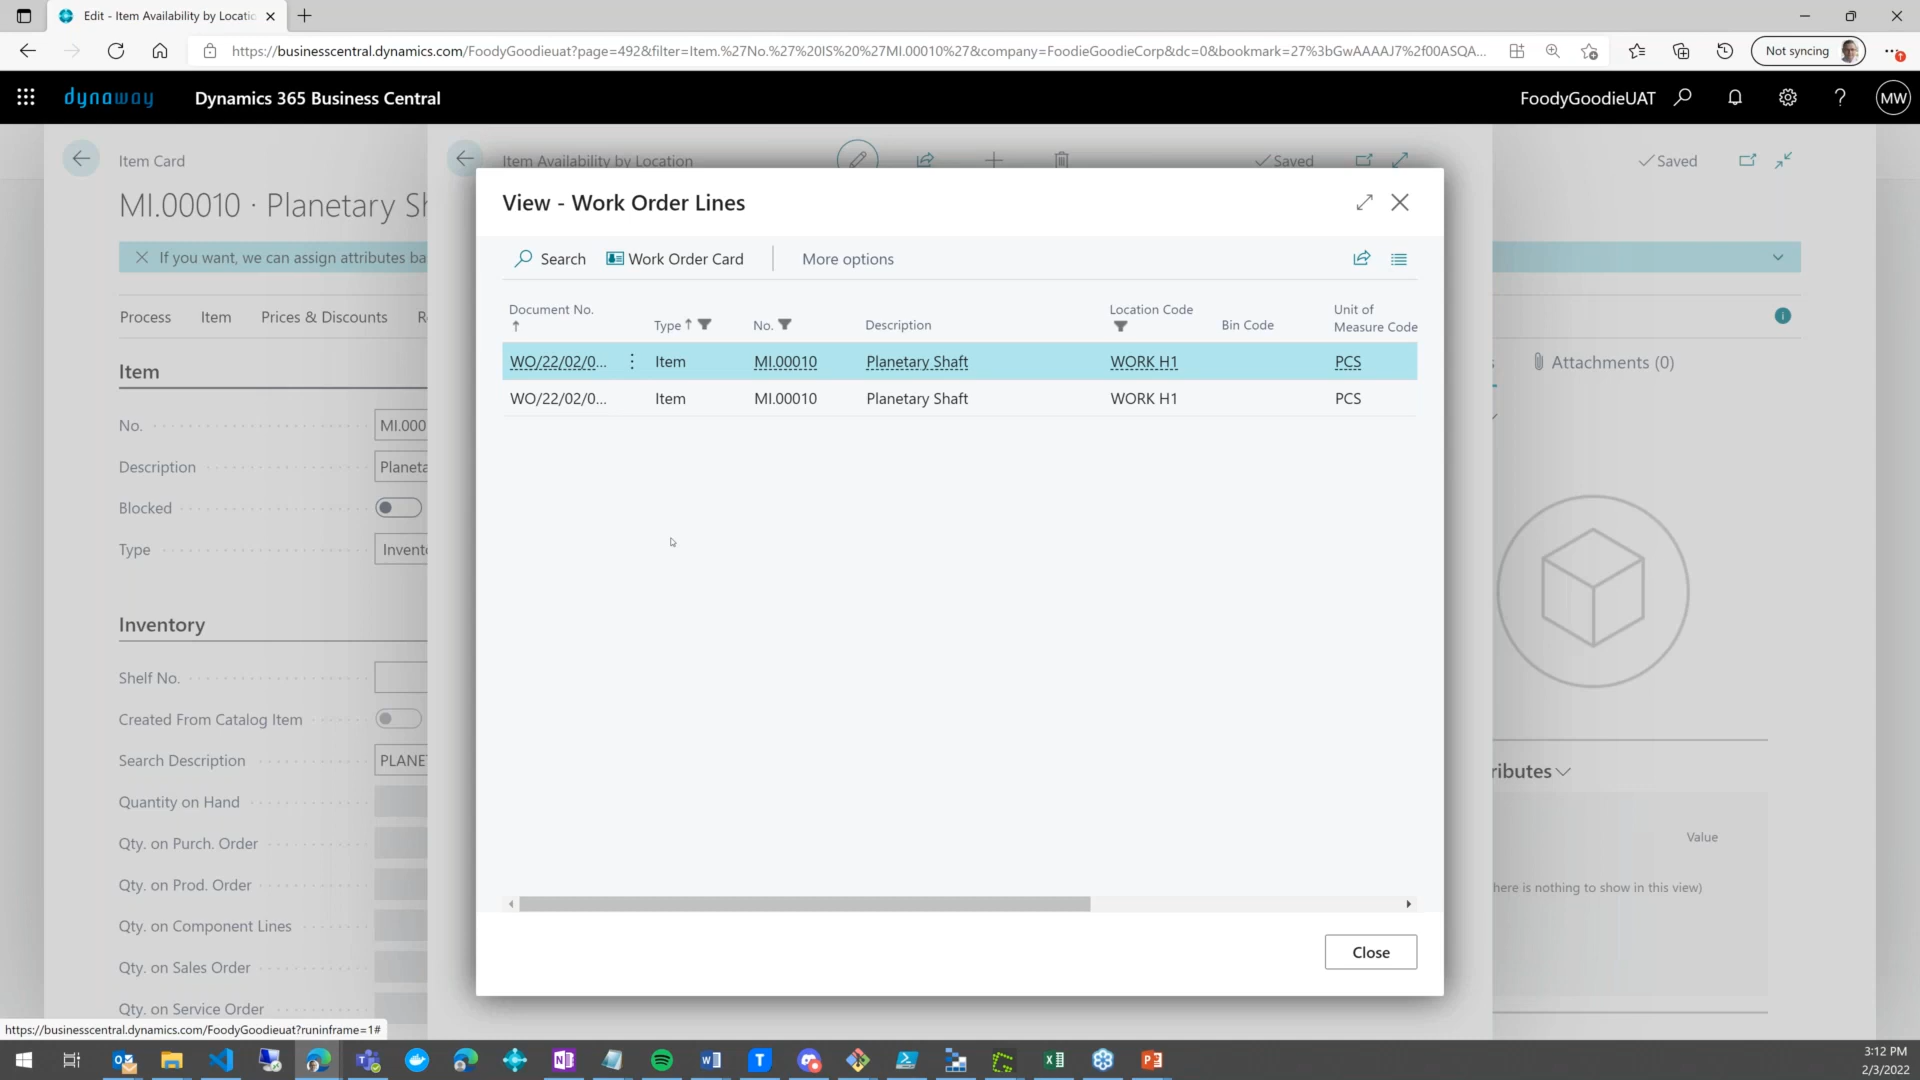 Edit - Item Availability by Locatio
https://businesscentral.dynamics.com/FoodyGoodieuat?page=492&filter=Item.%27No.%27%20IS%20%27MI.00010%27&company=FoodieGoodieCorp&dc=0&bookmark=27%3bGwAAAAJ7%2f00ASQA...
Not syncing
dynaway
Dynamics 365 Business Central
FoodyGoodieUAT
?
MW
Item Card
Item Availability by Location
Saved
Saved
MI.00010 · Planetary Sh
If you want, we can assign attributes ba
Process
Item
Prices & Discounts
Item
No.
MI.000
Description
Planeta
Blocked
Type
Invento
Inventory
Shelf No.
Created From Catalog Item
Search Description
PLANE
Quantity on Hand
Qty. on Purch. Order
Qty. on Prod. Order
Qty. on Component Lines
Qty. on Sales Order
Qty. on Service Order
View - Work Order Lines
Search
Work Order Card
More options
Document No.
Type
No.
Description
Location Code
Bin Code
Unit of
Measure Code
WO/22/02/0...
Item
MI.00010
Planetary Shaft
WORK H1
PCS
WO/22/02/0...
Item
MI.00010
Planetary Shaft
WORK H1
PCS
Close
Attachments (0)
ributes
Value
here is nothing to show in this view)
https://businesscentral.dynamics.com/FoodyGoodieuat?runinframe=1#
3:12 PM
2/3/2022